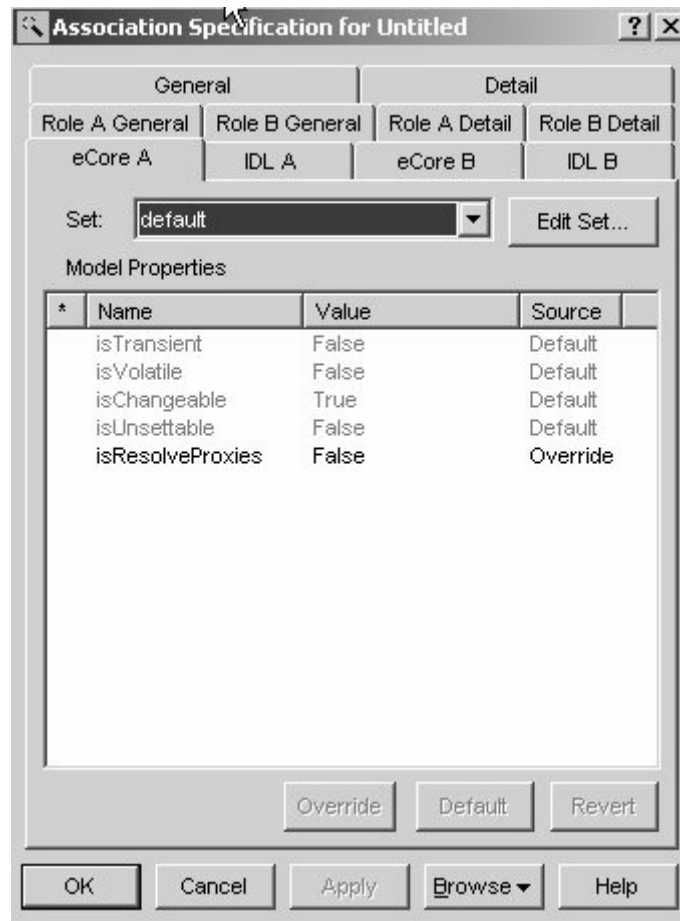 Association Specification for Untitled
General Detail
Role A General Role B General Role A Detail Role B Detail
eCore A IDL A eCore B IDL B
Set: default Edit Set...
Model Properties
* Name Value Source
isTransient False Default
isVolatile False Default
isChangeable True Default
isUnsettable False Default
isResolveProxies False Override
Override Default Revert
OK Cancel Apply Browse Help